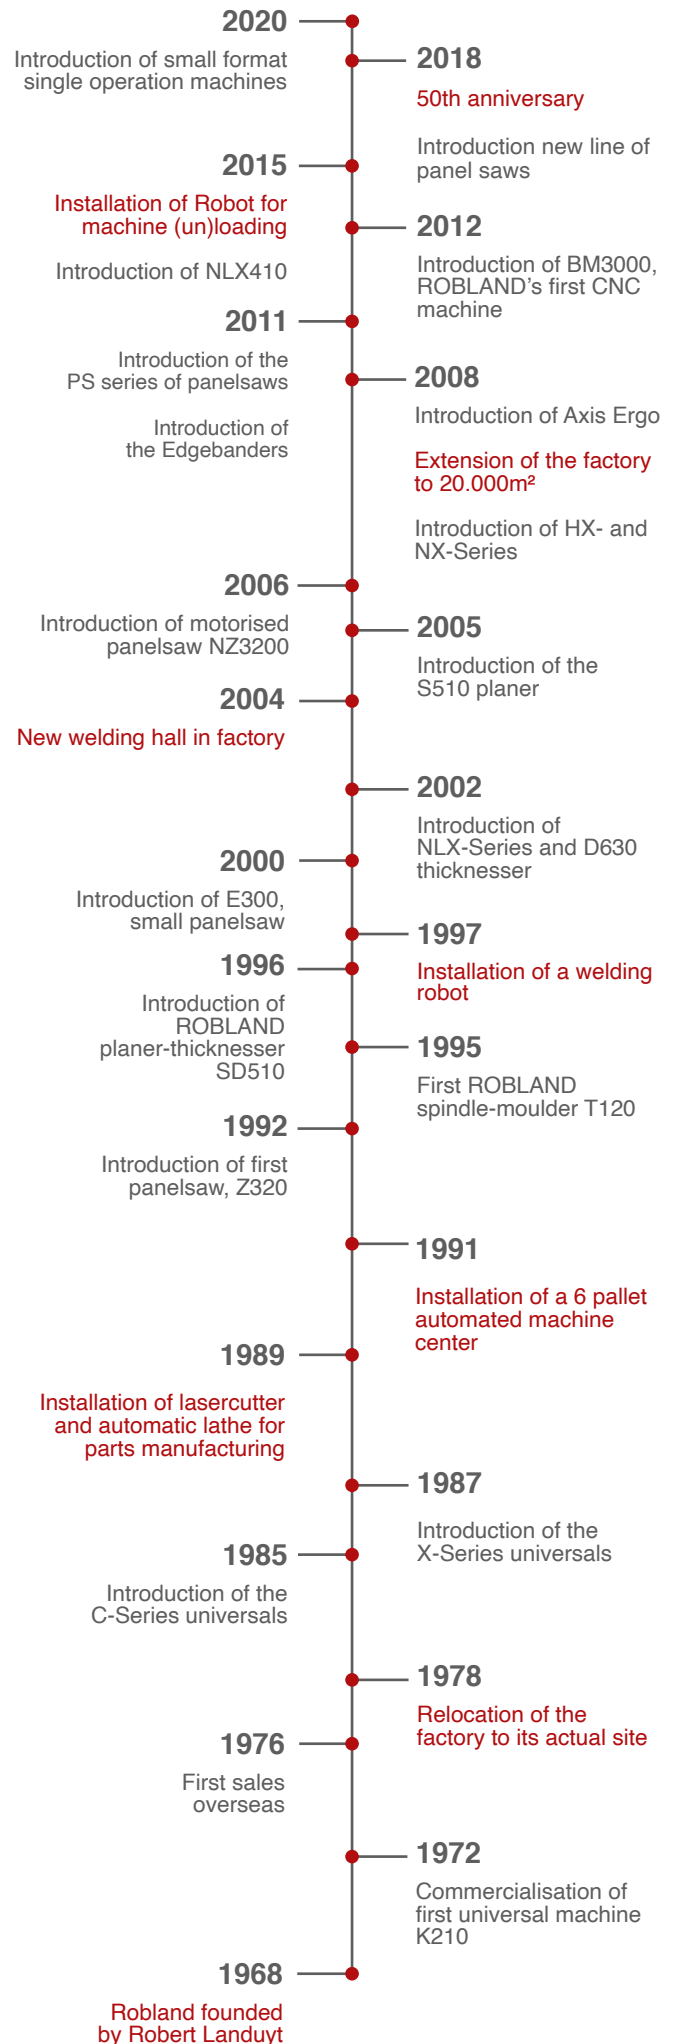 2020
Introduction of small format
single operation machines
2018
50th anniversary
Introduction new line of
panel saws
2015
Installation of Robot for
machine (un)loading
Introduction of NLX410
2012
Introduction of BM3000,
ROBLAND's first CNC
machine
2011
Introduction of the
PS series of panelsaws
Introduction of
the Edgebanders
2008
Introduction of Axis Ergo
Extension of the factory
to 20.000m²
Introduction of HX- and
NX-Series
2006
Introduction of motorised
panelsaw NZ3200
2005
Introduction of the
S510 planer
2004
New welding hall in factory
2002
Introduction of
NLX-Series and D630
thicknesser
2000
Introduction of E300,
small panelsaw
1997
Installation of a welding
robot
1996
Introduction of
ROBLAND
planer-thicknesser
SD510
1995
First ROBLAND
spindle-moulder T120
1992
Introduction of first
panelsaw, Z320
1991
Installation of a 6 pallet
automated machine
center
1989
Installation of lasercutter
and automatic lathe for
parts manufacturing
1987
Introduction of the
X-Series universals
1985
Introduction of the
C-Series universals
1978
Relocation of the
factory to its actual site
1976
First sales
overseas
1972
Commercialisation of
first universal machine
K210
1968
Robland founded
by Robert Landuyt